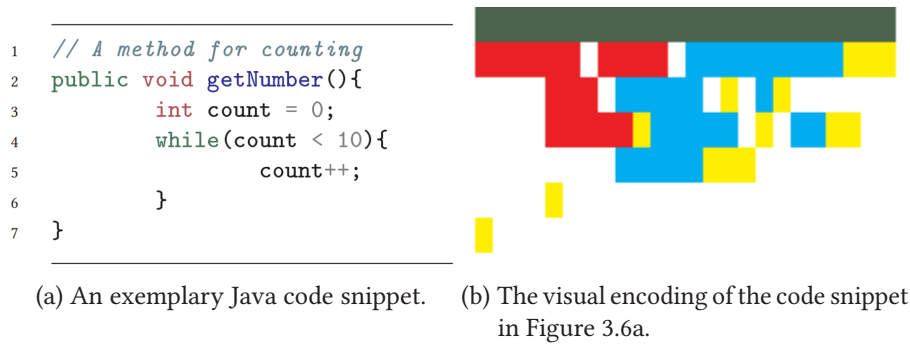 1 // A method for counting
2 public void getNumber(){
3 int count = 0;
4 while(count < 10){
5 count++;
6 }
7 }
(a) An exemplary Java code snippet.
(b) The visual encoding of the code snippet
in Figure 3.6a.